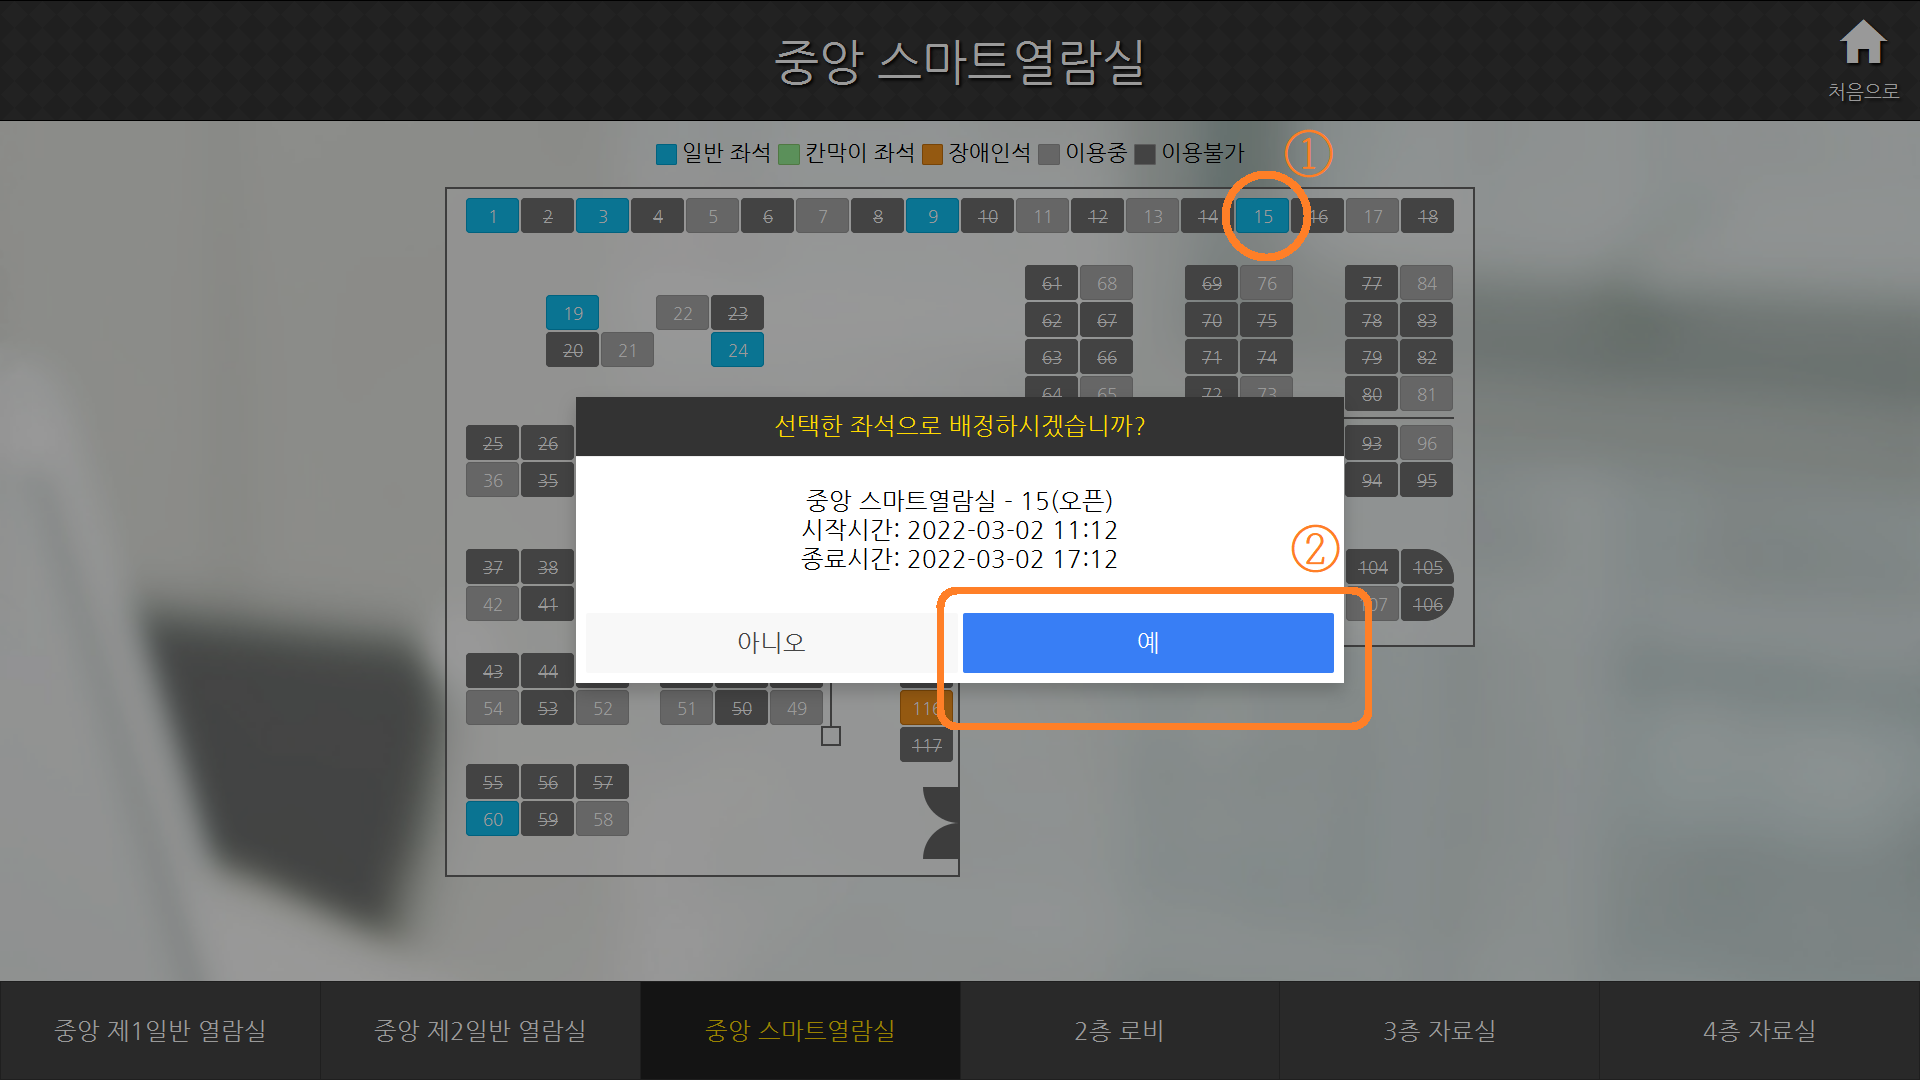 중앙 스마트열람실
처음으로
일반 좌석 칸막이 좌석 장애인석 이용중 이용불가
①
1 2 3 4 5 6 7 8 9 10 11 12 13 14 15 16 17 18
61 68 69 76 77 84
19 22 23
62 67 70 75 78 83
20 21 24
63 66 71 74 79 82
64 65 72 73 80 81
선택한 좌석으로 배정하시겠습니까?
25 26 93 96
36 35 94 95
중앙 스마트열람실 - 15(오픈)
시작시간: 2022-03-02 11:12
종료시간: 2022-03-02 17:12
②
37 38 104 105
42 41 107 106
아니오 예
43 44
54 53 52 51 50 49 116
117
55 56 57
60 59 58
중앙 제1일반 열람실 중앙 제2일반 열람실 중앙 스마트열람실 2층 로비 3층 자료실 4층 자료실